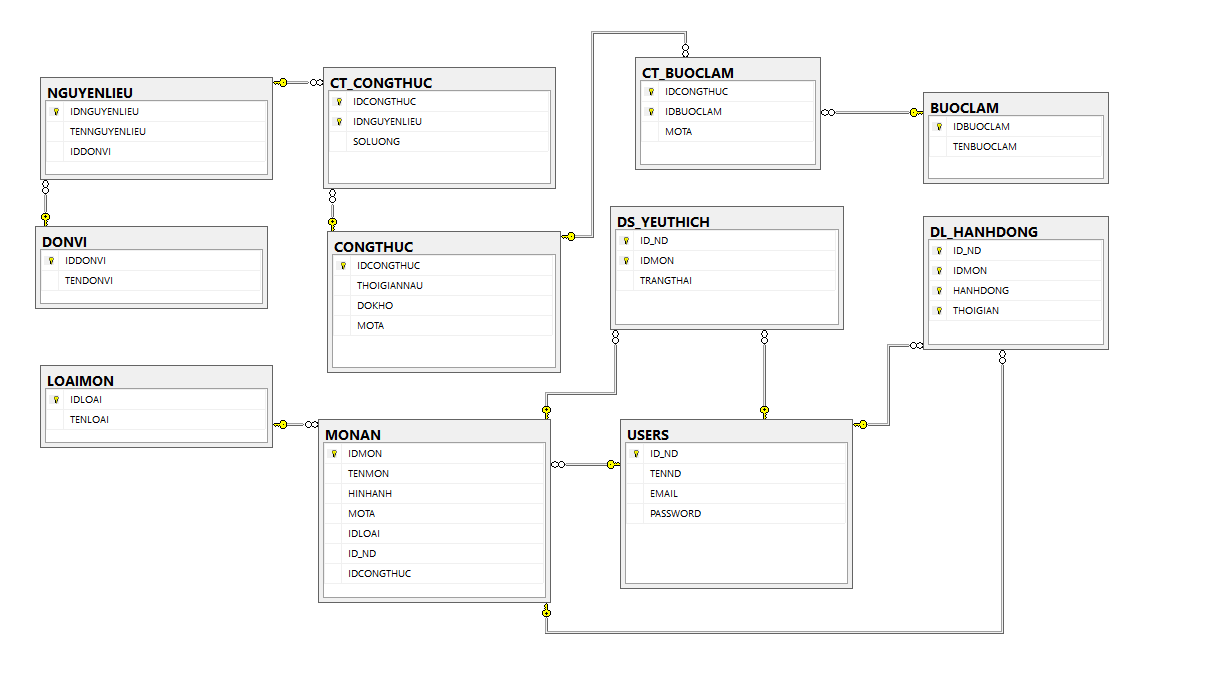 NGUYENLIEU
IDNGUYENLIEU
TENNGUYENLIEU
IDDONVI
CT_CONGTHUC
IDCONGTHUC
IDNGUYENLIEU
SOLUONG
CT_BUOCLAM
IDCONGTHUC
IDBUOCLAM
MOTA
BUOCLAM
IDBUOCLAM
TENBUOCLAM
DONVI
IDDONVI
TENDONVI
CONGTHUC
IDCONGTHUC
THOIGIANNAU
DOKHO
MOTA
DS_YEUTHICH
ID_ND
IDMON
TRANGTHAI
DL_HANHDONG
ID_ND
IDMON
HANHDONG
THOIGIAN
LOAIMON
IDLOAI
TENLOAI
MONAN
IDMON
TENMON
HINHANH
MOTA
IDLOAI
ID_ND
IDCONGTHUC
USERS
ID_ND
TENND
EMAIL
PASSWORD